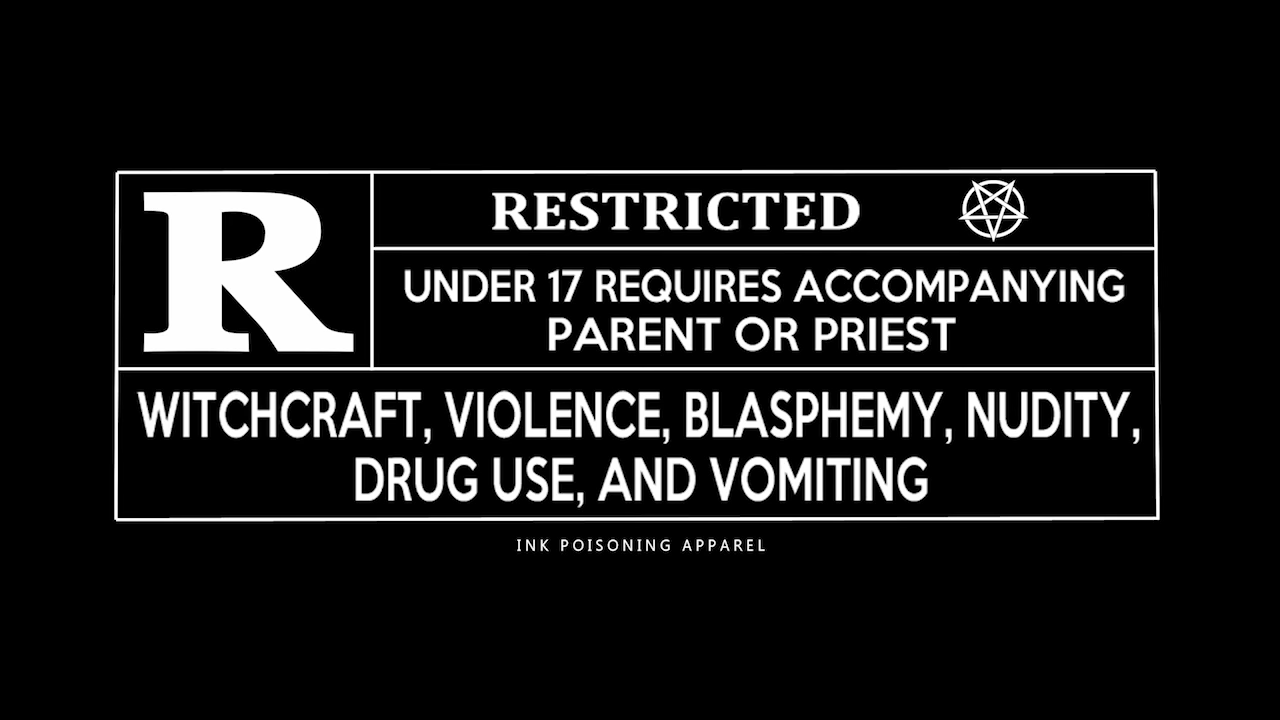 R
RESTRICTED
UNDER 17 REQUIRES ACCOMPANYING
PARENT OR PRIEST
WITCHCRAFT, VIOLENCE, BLASPHEMY, NUDITY,
DRUG USE, AND VOMITING
INK POISONING APPAREL